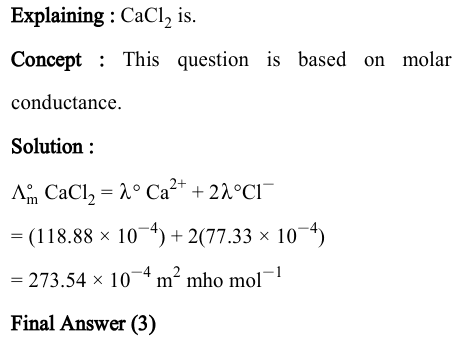 Explaining : CaCl₂ is.
Concept : This question is based on molar
conductance.
Solution :
Λ°ₘ CaCl₂ = λ° Ca²⁺ + 2λ°Cl⁻
= (118.88 × 10⁻⁴) + 2(77.33 × 10⁻⁴)
= 273.54 × 10⁻⁴ m² mho mol⁻¹
Final Answer (3)